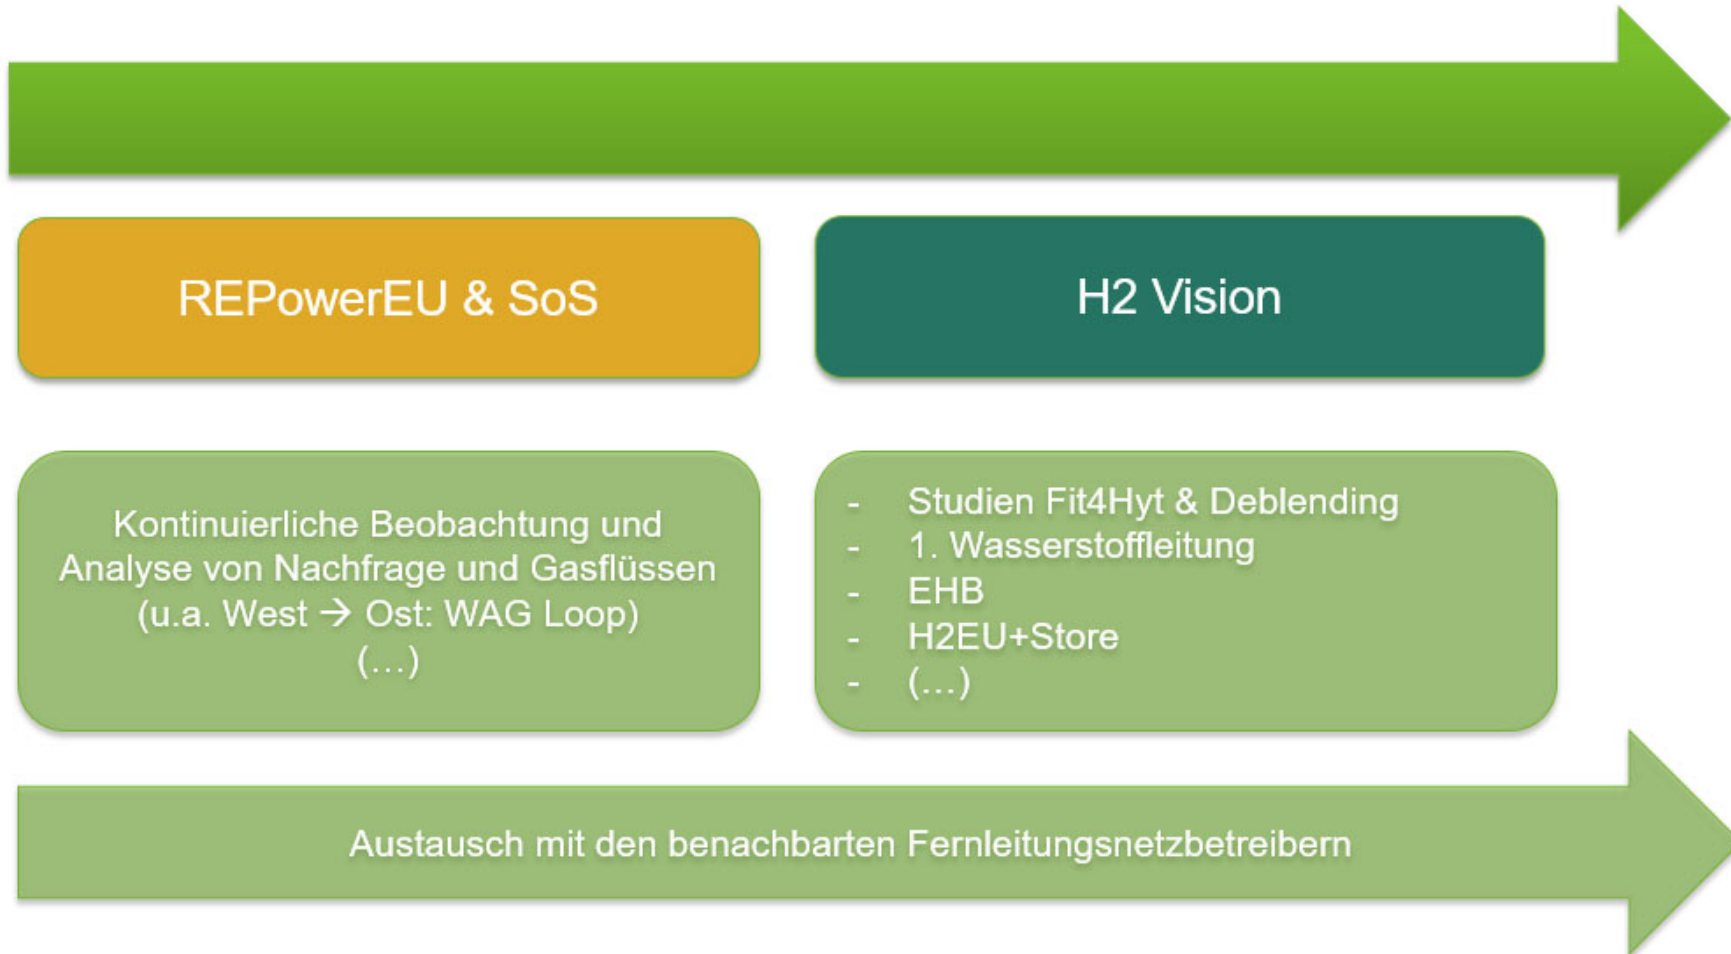 REPowerEU & SoS
H2 Vision
Kontinuierliche Beobachtung und
Analyse von Nachfrage und Gasflüssen
(u.a. West → Ost: WAG Loop)
(…)
- Studien Fit4Hyt & Deblending
- 1. Wasserstoffleitung
- EHB
- H2EU+Store
- (…)
Austausch mit den benachbarten Fernleitungsnetzbetreibern